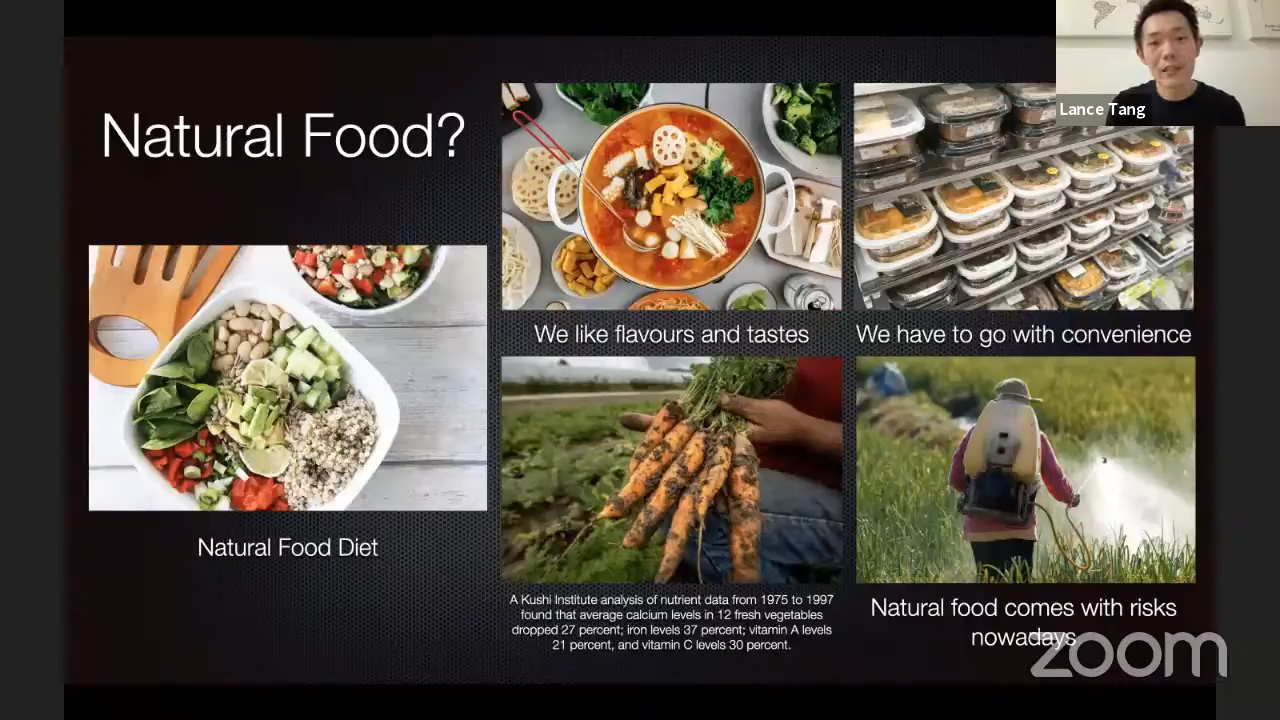 Natural Food?
Lance Tang
We like flavours and tastes
We have to go with convenience
Natural Food Diet
A Kushi Institute analysis of nutrient data from 1975 to 1997
found that average calcium levels in 12 fresh vegetables
dropped 27 percent; iron levels 37 percent; vitamin A levels
21 percent, and vitamin C levels 30 percent.
Natural food comes with risks
nowadays
zoom